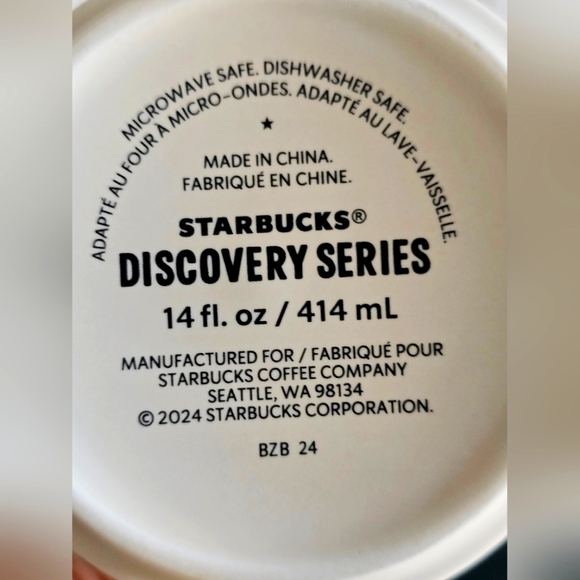 MICROWAVE SAFE. DISHWASHER SAFE.
ADAPTÉ AU FOUR À MICRO-ONDES. ADAPTÉ AU LAVE-VAISSELLE.
★
MADE IN CHINA.
FABRIQUÉ EN CHINE.
STARBUCKS®
DISCOVERY SERIES
14 fl. oz / 414 mL
MANUFACTURED FOR / FABRIQUÉ POUR
STARBUCKS COFFEE COMPANY
SEATTLE, WA 98134
© 2024 STARBUCKS CORPORATION.
BZB 24